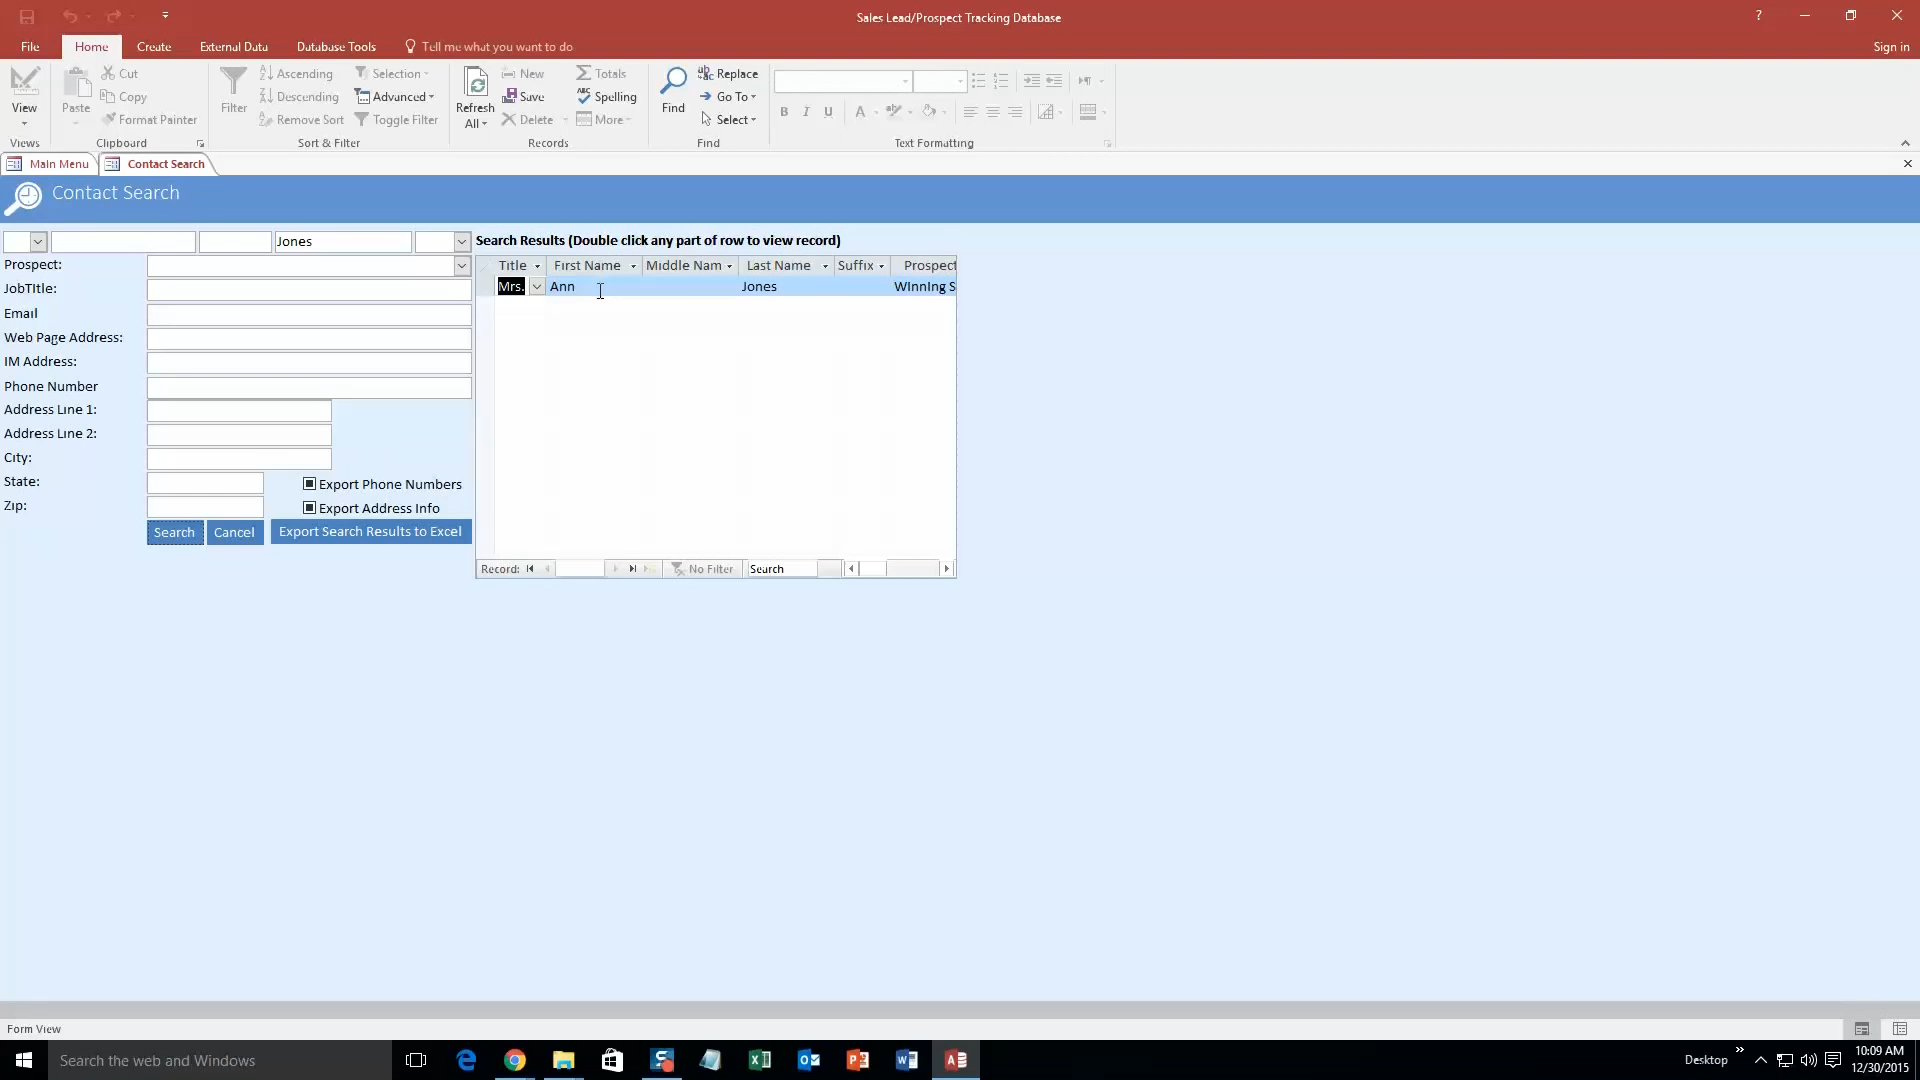 Sales Lead/Prospect Tracking Database
?
File Home Create External Data Database Tools Tell me what you want to do Sign in
View
Paste
Cut
Copy
Format Painter
Filter
Ascending
Descending
Remove Sort
Selection
Advanced
Toggle Filter
Refresh All
New
Save
Delete
Totals
Spelling
More
Find
Replace
Go To
Select
B I U A
Views Clipboard Sort & Filter Records Find Text Formatting
Main Menu Contact Search
Contact Search
Jones
Search Results (Double click any part of row to view record)
Prospect:
JobTitle:
Email
Web Page Address:
IM Address:
Phone Number
Address Line 1:
Address Line 2:
City:
State:
Zip:
Export Phone Numbers
Export Address Info
Search Cancel Export Search Results to Excel
Title First Name Middle Nam Last Name Suffix Prospect
Mrs. Ann Jones Winning S
Record: No Filter Search
Form View
Search the web and Windows
Desktop
10:09 AM
12/30/2015